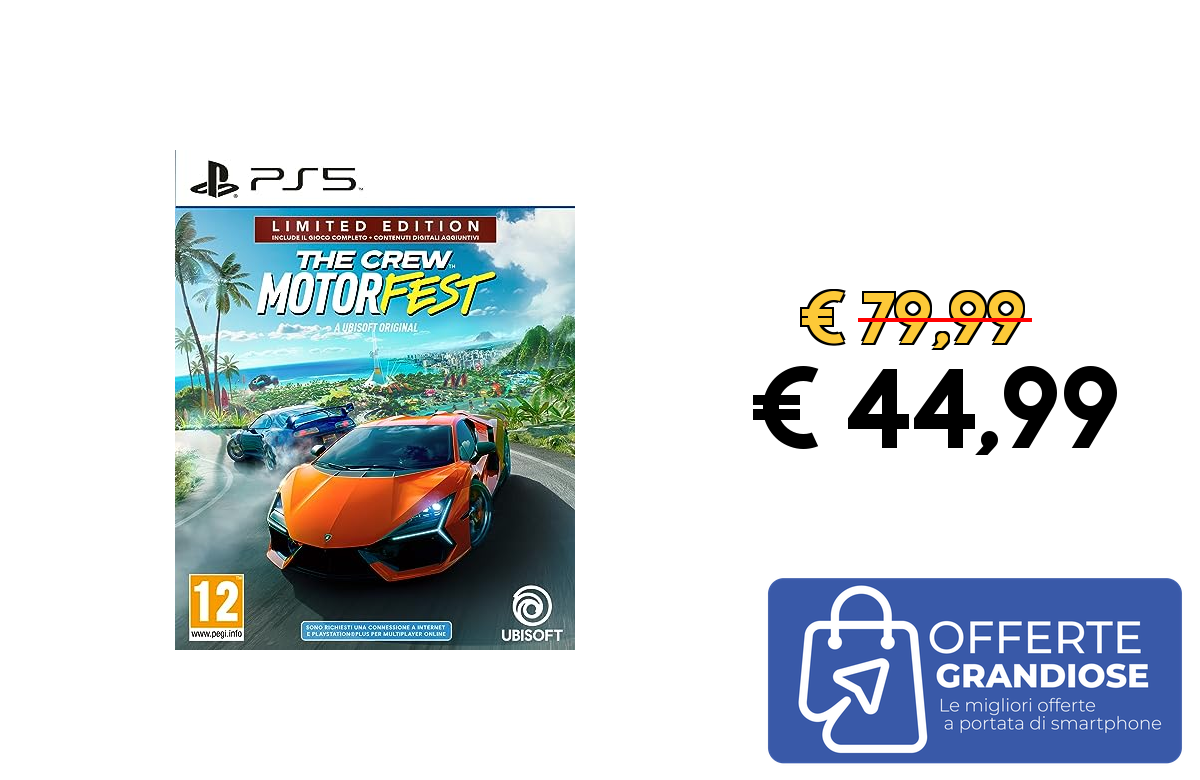 PS5
LIMITED EDITION
INCLUDE IL GIOCO COMPLETO + CONTENUTI DIGITALI AGGIUNTIVI
THE CREW™
MOTORFEST
A UBISOFT ORIGINAL
12
www.pegi.info
SONO RICHIESTI UNA CONNESSIONE A INTERNET
E PLAYSTATION®PLUS PER MULTIPLAYER ONLINE
UBISOFT
€ 79,99
€ 44,99
OFFERTE
GRANDIOSE
Le migliori offerte
a portata di smartphone